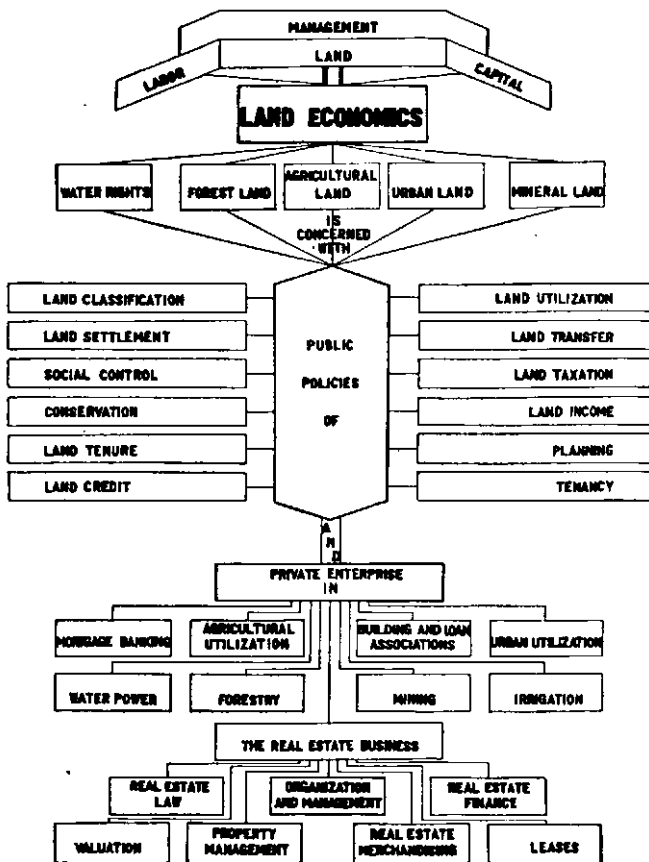 MANAGEMENT
LAND
LABOR
CAPITAL
LAND ECONOMICS
WATER RIGHTS
FOREST LAND
AGRICULTURAL
LAND
URBAN LAND
MINERAL LAND
IS
CONCERNED
WITH
PUBLIC
POLICIES
OF
LAND CLASSIFICATION
LAND SETTLEMENT
SOCIAL CONTROL
CONSERVATION
LAND TENURE
LAND CREDIT
LAND UTILIZATION
LAND TRANSFER
LAND TAXATION
LAND INCOME
PLANNING
TENANCY
AND
PRIVATE ENTERPRISE
IN
MORTGAGE BANKING
AGRICULTURAL
UTILIZATION
BUILDING AND LOAN
ASSOCIATIONS
URBAN UTILIZATION
WATER POWER
FORESTRY
MINING
IRRIGATION
THE REAL ESTATE BUSINESS
REAL ESTATE
LAW
ORGANIZATION
AND MANAGEMENT
REAL ESTATE
FINANCE
VALUATION
PROPERTY
MANAGEMENT
REAL ESTATE
MERCHANDISING
LEASES